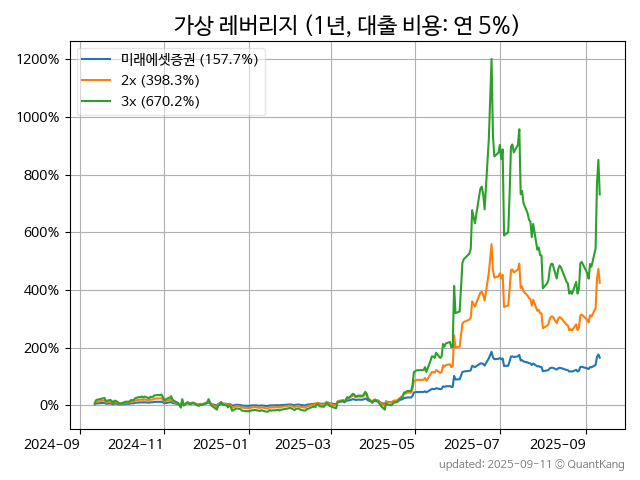 가상 레버리지 (1년, 대출 비용: 연 5%)
미래에셋증권 (157.7%)
2x (398.3%)
3x (670.2%)
1200%
1000%
800%
600%
400%
200%
0%
2024-09 2024-11 2025-01 2025-03 2025-05 2025-07 2025-09
updated: 2025-09-11 © QuantKang